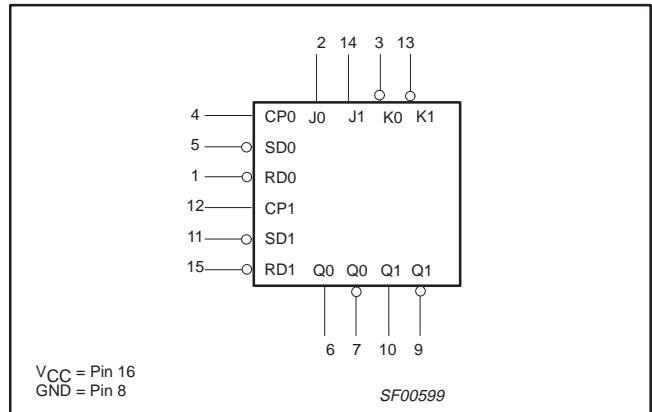 2 14 3 13
4 CP0 J0 J1 K0 K1
5 SD0
1 RD0
12 CP1
11 SD1
15 RD1 Q0 Q0 Q1 Q1
6 7 10 9
VCC = Pin 16
GND = Pin 8
SF00599